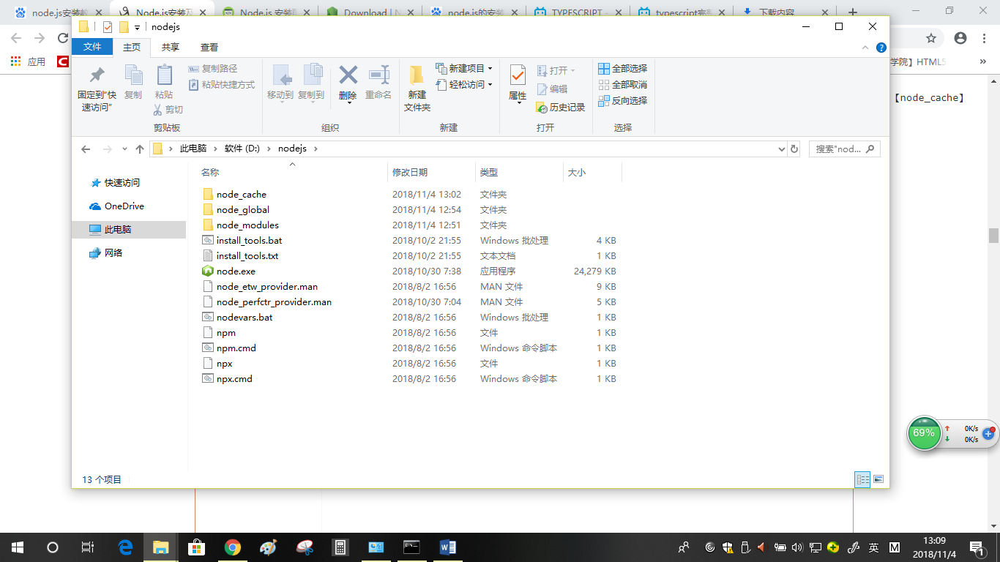 node.js安装教
Node.js安装及
Node.js 安装
Download | N
node.js的安装
TYPESCRIPT -
typescript完
下载内容
nodejs
文件 主页 共享 查看
应用
学院】HTML5
»
固定到"快速访问"
复制
粘贴
剪切
复制路径
粘贴快捷方式
移动到
复制到
删除
重命名
新建文件夹
新建项目
轻松访问
属性
打开
编辑
历史记录
全部选择
全部取消
反向选择
剪贴板 组织 新建 打开 选择
【node_cache】
此电脑 软件 (D:) nodejs
搜索"nod...
名称 修改日期 类型 大小
快速访问
OneDrive
此电脑
网络
node_cache 2018/11/4 13:02 文件夹
node_global 2018/11/4 12:54 文件夹
node_modules 2018/11/4 12:51 文件夹
install_tools.bat 2018/10/2 21:55 Windows 批处理 4 KB
install_tools.txt 2018/10/2 21:55 文本文档 1 KB
node.exe 2018/10/30 7:38 应用程序 24,279 KB
node_etw_provider.man 2018/8/2 16:56 MAN 文件 9 KB
node_perfctr_provider.man 2018/10/30 7:04 MAN 文件 5 KB
nodevars.bat 2018/8/2 16:56 Windows 批处理 1 KB
npm 2018/8/2 16:56 文件 1 KB
npm.cmd 2018/8/2 16:56 Windows 命令脚本 1 KB
npx 2018/8/2 16:56 文件 1 KB
npx.cmd 2018/8/2 16:56 Windows 命令脚本 1 KB
69%
0K/s
0K/s
13 个项目
英
M
13:09
2018/11/4
1